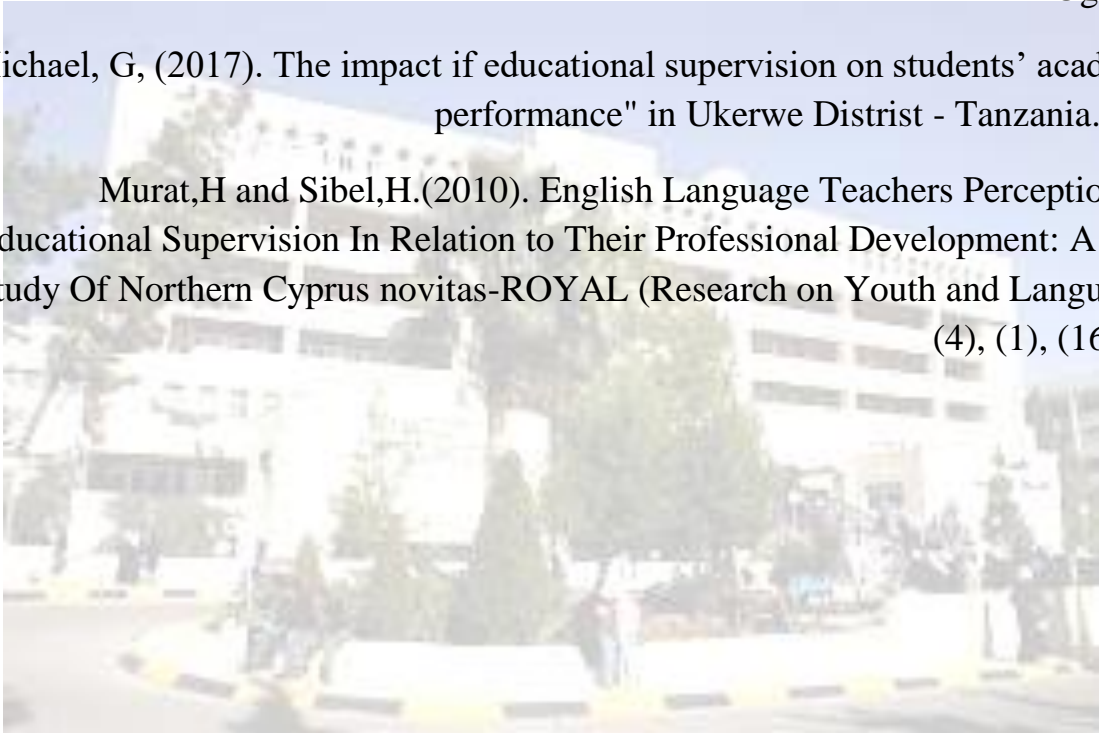 ichael, G, (2017). The impact if educational supervision on students’ acad
performance" in Ukerwe Distrist - Tanzania.
Murat,H and Sibel,H.(2010). English Language Teachers Perceptio
ducational Supervision In Relation to Their Professional Development: A
tudy Of Northern Cyprus novitas-ROYAL (Research on Youth and Langu
(4), (1), (16